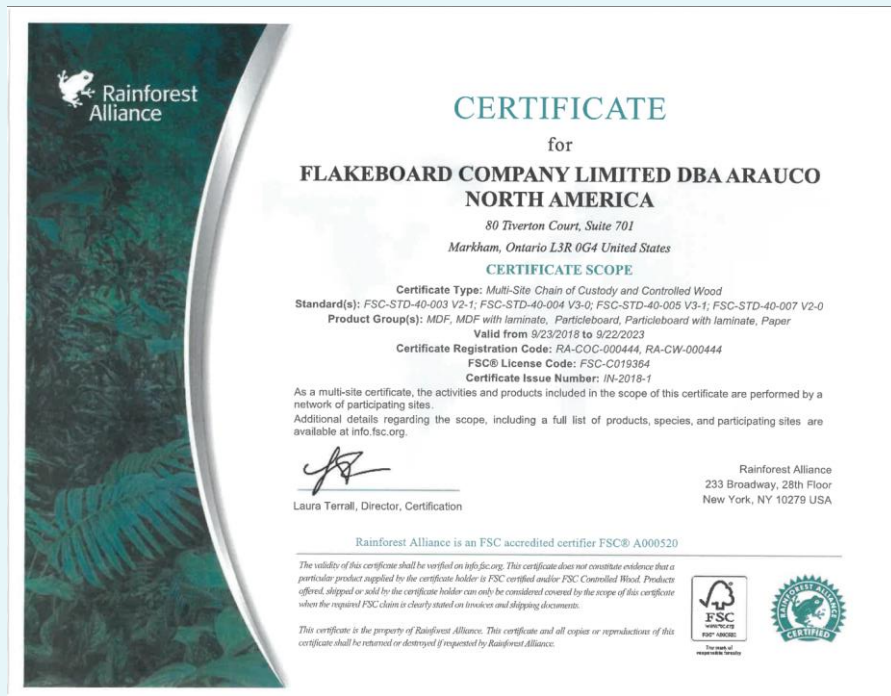 Rainforest
Alliance
CERTIFICATE
for
FLAKEBOARD COMPANY LIMITED DBA ARAUCO
NORTH AMERICA
80 Tiverton Court, Suite 701
Markham, Ontario L3R 0G4 United States
CERTIFICATE SCOPE
Certificate Type: Multi-Site Chain of Custody and Controlled Wood
Standard(s): FSC-STD-40-003 V2-1; FSC-STD-40-004 V3-0; FSC-STD-40-005 V3-1; FSC-STD-40-007 V2-0
Product Group(s): MDF, MDF with laminate, Particleboard, Particleboard with laminate, Paper
Valid from 9/23/2018 to 9/22/2023
Certificate Registration Code: RA-COC-000444, RA-CW-000444
FSC® License Code: FSC-C019364
Certificate Issue Number: IN-2018-1
As a multi-site certificate, the activities and products included in the scope of this certificate are performed by a
network of participating sites.
Additional details regarding the scope, including a full list of products, species, and participating sites are
available at info.fsc.org.
Laura Terrall, Director, Certification
Rainforest Alliance
233 Broadway, 28th Floor
New York, NY 10279 USA
Rainforest Alliance is an FSC accredited certifier FSC® A000520
The validity of this certificate shall be verified on info.fsc.org. This certificate does not constitute evidence that a
particular product supplied by the certificate holder is FSC certified and/or FSC Controlled Wood. Products
offered, shipped or sold by the certificate holder can only be considered covered by the scope of this certificate
when the required FSC claim is clearly stated on invoices and shipping documents.
This certificate is the property of Rainforest Alliance. This certificate and all copies or reproductions of this
certificate shall be returned or destroyed if requested by Rainforest Alliance.
FSC
www.fsc.org
The mark of
responsible forestry
RAINFOREST ALLIANCE
CERTIFIED